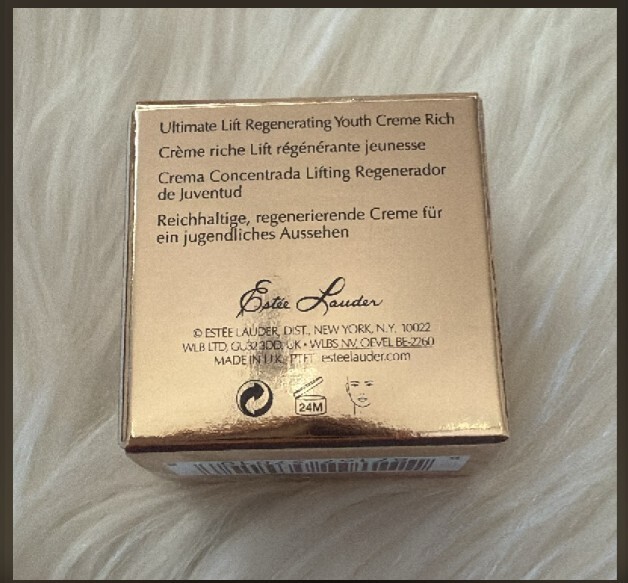 Ultimate Lift Regenerating Youth Creme Rich
Crème riche Lift régénérante jeunesse
Crema Concentrada Lifting Regenerador
de Juventud
Reichhaltige, regenerierende Creme für
ein jugendliches Aussehen
Estée Lauder
© ESTÉE LAUDER, DIST., NEW YORK, N.Y. 10022
WLB LTD, GU32 3DD, UK • WLBS NV, OEVEL BE-2260
MADE IN U.K. esteelauder.com
24M